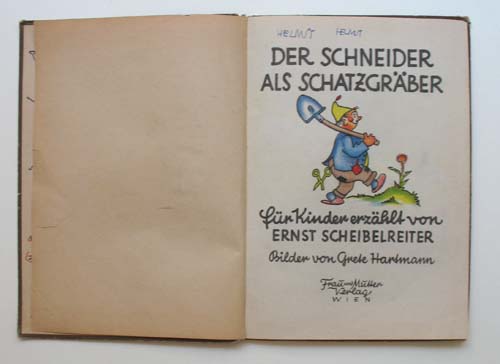 HELMUT HELMUT
DER SCHNEIDER
ALS SCHATZGRÄBER
für Kinder erzählt von
ERNST SCHEIBELREITER
Bilder von Grete Hartmann
Frau und Mutter
Verlag
WIEN